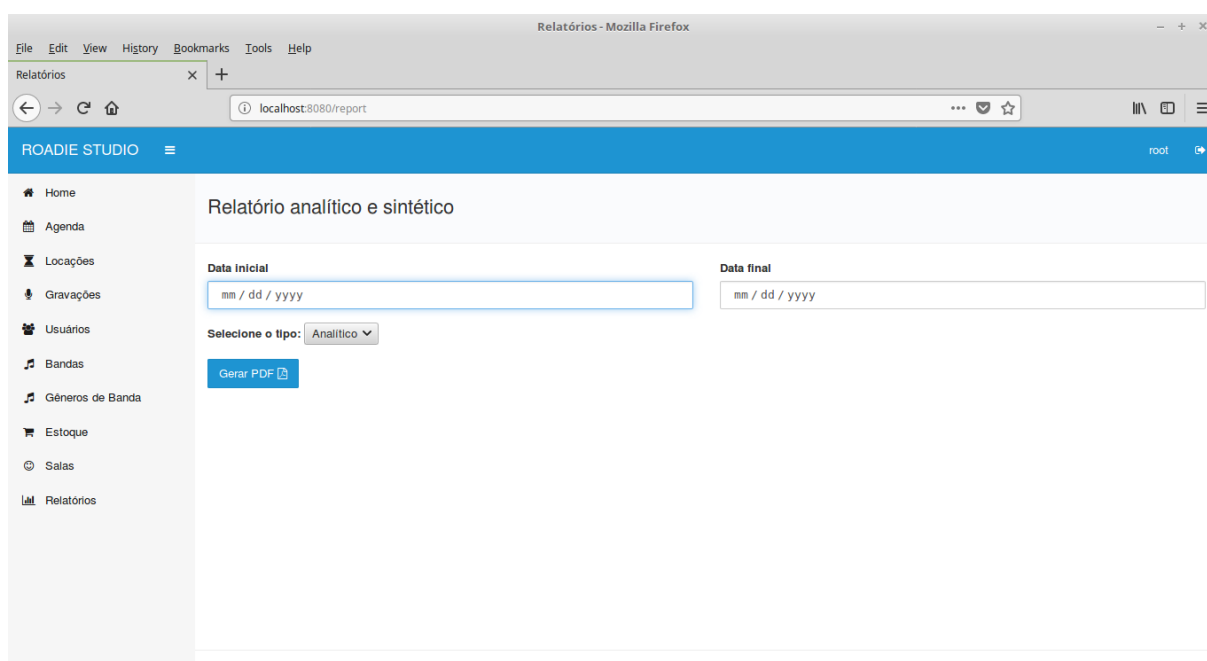 Relatórios - Mozilla Firefox
File Edit View History Bookmarks Tools Help
Relatórios
localhost:8080/report
ROADIE STUDIO
root
Home
Agenda
Locações
Gravações
Usuários
Bandas
Gêneros de Banda
Estoque
Salas
Relatórios
Relatório analítico e sintético
Data inicial Data final
mm / dd / yyyy mm / dd / yyyy
Selecione o tipo: Analítico
Gerar PDF